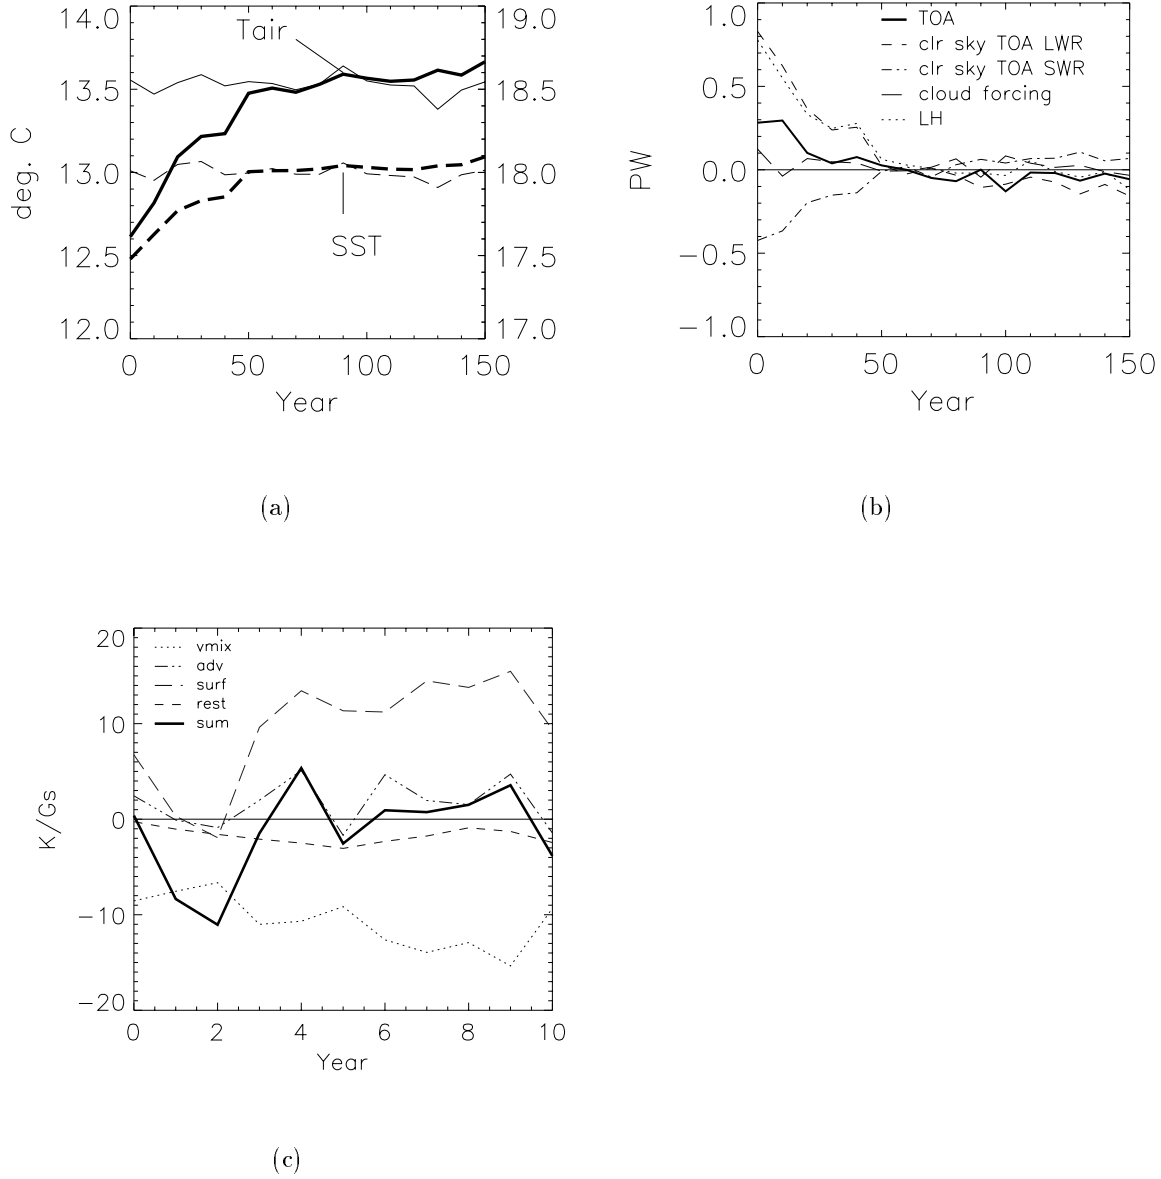 14.0
13.5
13.0
12.5
12.0
deg. C
19.0
18.5
18.0
17.5
17.0
Tair
SST
0
50
100
150
Year
(a)
1.0
0.5
0.0
−0.5
−1.0
PW
TOA
clr sky TOA LWR
clr sky TOA SWR
cloud forcing
LH
0
50
100
150
Year
(b)
20
10
0
−10
−20
K/Gs
vmix
adv
surf
rest
sum
0
2
4
6
8
10
Year
(c)